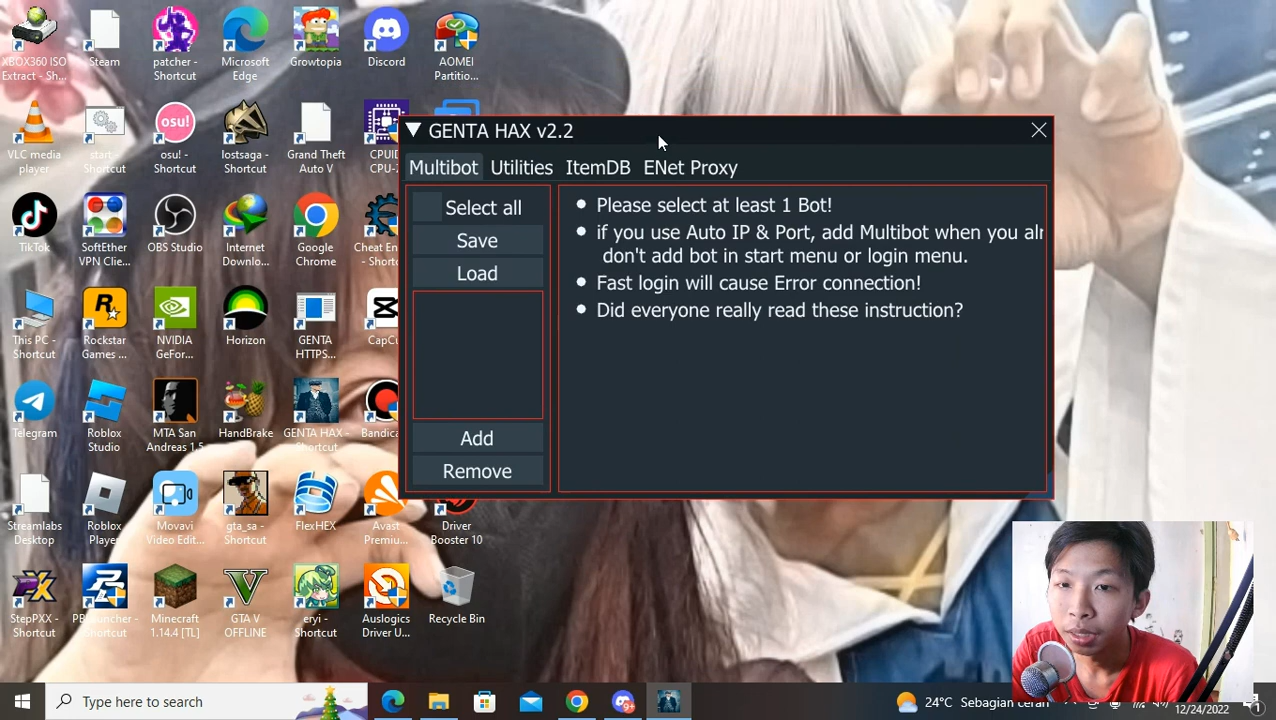 XBOX360 ISO
Extract - Sh...
Steam
patcher -
Shortcut
Microsoft
Edge
Growtopia
Discord
AOMEI
Partitio...
VLC media
player
start -
Shortcut
osu!
osu! -
Shortcut
lostsaga -
Shortcut
Grand Theft
Auto V
CPUID
CPU-Z
TikTok
SoftEther
VPN Clie...
OBS Studio
Internet
Downlo...
Google
Chrome
Cheat En...
- Shortc
This PC -
Shortcut
Rockstar
Games ...
NVIDIA
GeFor...
Horizon
GENTA
HTTPS...
CapCu
Telegram
Roblox
Studio
MTA San
Andreas 1.5
HandBrake
GENTA HAX -
Shortcut
Bandica
Streamlabs
Desktop
Roblox
Player
Movavi
Video Edit...
gta_sa -
Shortcut
FlexHEX
Avast
Premiu...
Driver
Booster 10
StepPXX -
Shortcut
PBLauncher -
Shortcut
Minecraft
1.14.4 [TL]
GTA V
OFFLINE
eryi -
Shortcut
Auslogics
Driver U...
Recycle Bin
GENTA HAX v2.2
Multibot Utilities ItemDB ENet Proxy
Select all
Save
Load
Add
Remove
Please select at least 1 Bot!
if you use Auto IP & Port, add Multibot when you alr
don't add bot in start menu or login menu.
Fast login will cause Error connection!
Did everyone really read these instruction?
Type here to search
24°C Sebagian cerah
12/24/2022
1